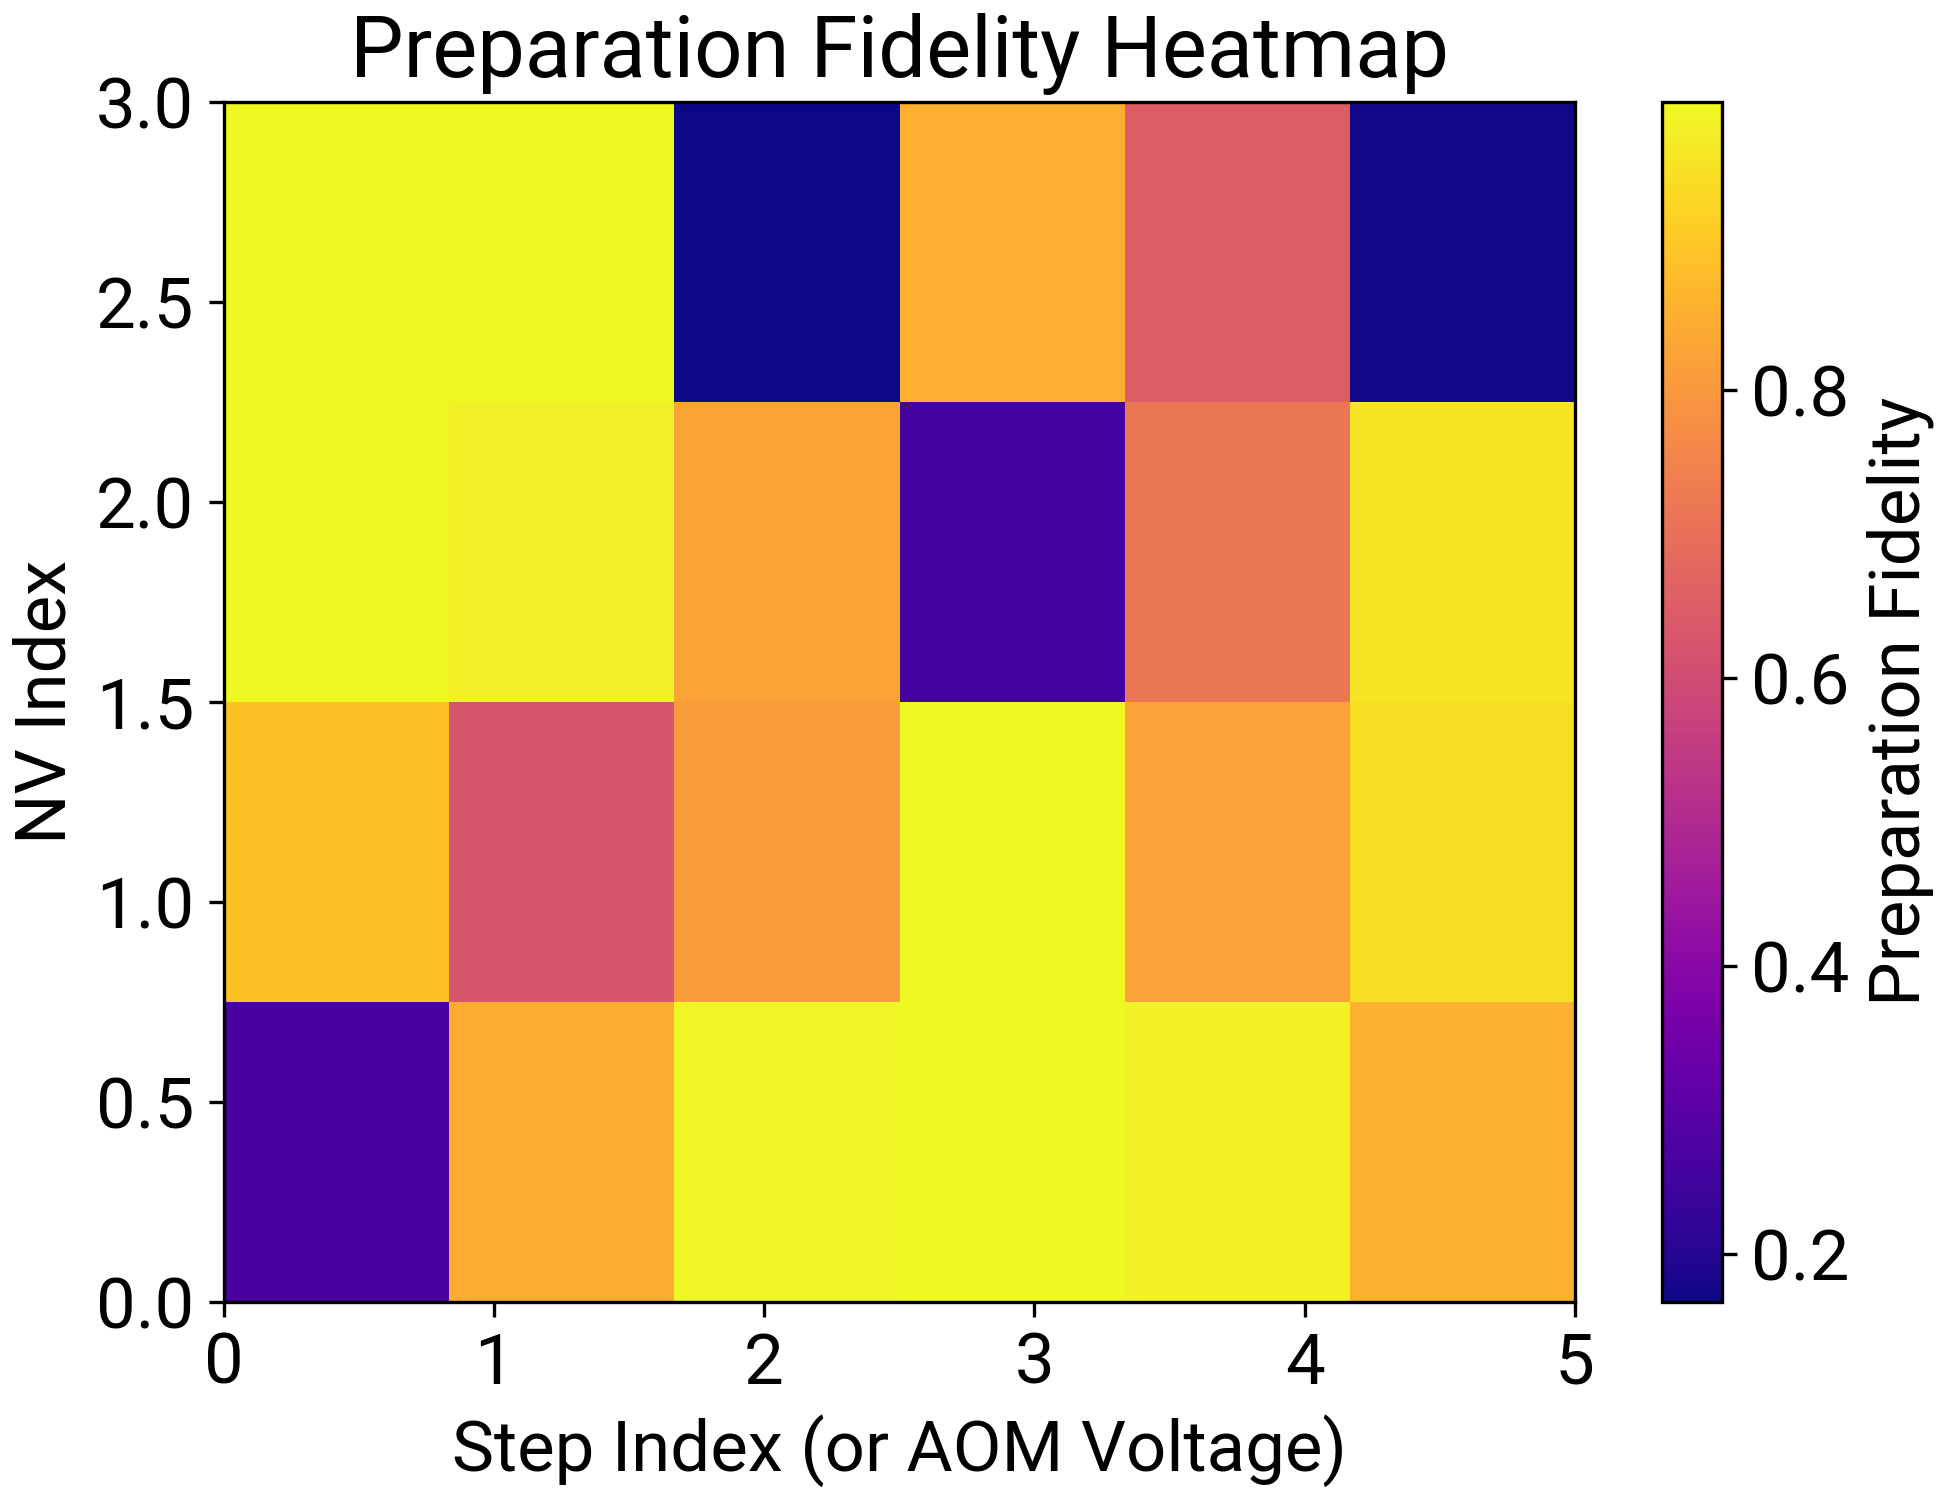 Preparation Fidelity Heatmap
3.0
2.5
2.0
1.5
1.0
0.5
0.0
NV Index
0 1 2 3 4 5
Step Index (or AOM Voltage)
0.8
0.6
0.4
0.2
Preparation Fidelity